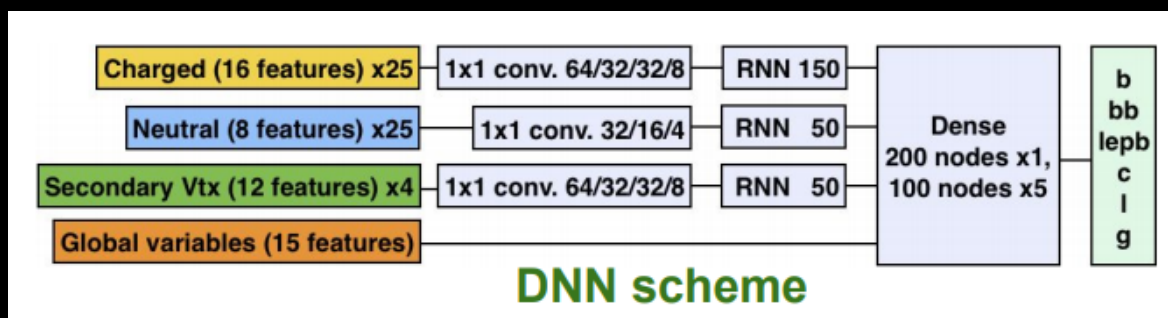 Charged (16 features) x25
1x1 conv. 64/32/32/8
RNN 150
Neutral (8 features) x25
1x1 conv. 32/16/4
RNN 50
Secondary Vtx (12 features) x4
1x1 conv. 64/32/32/8
RNN 50
Global variables (15 features)
Dense
200 nodes x1,
100 nodes x5
b
bb
lepb
c
l
g
DNN scheme